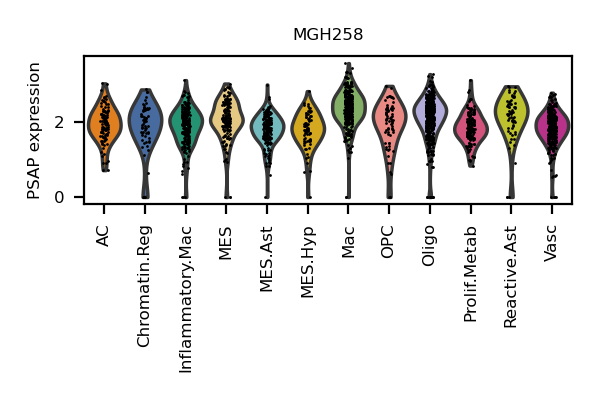 MGH258
PSAP expression
2
0
AC
Chromatin.Reg
Inflammatory.Mac
MES
MES.Ast
MES.Hyp
Mac
OPC
Oligo
Prolif.Metab
Reactive.Ast
Vasc